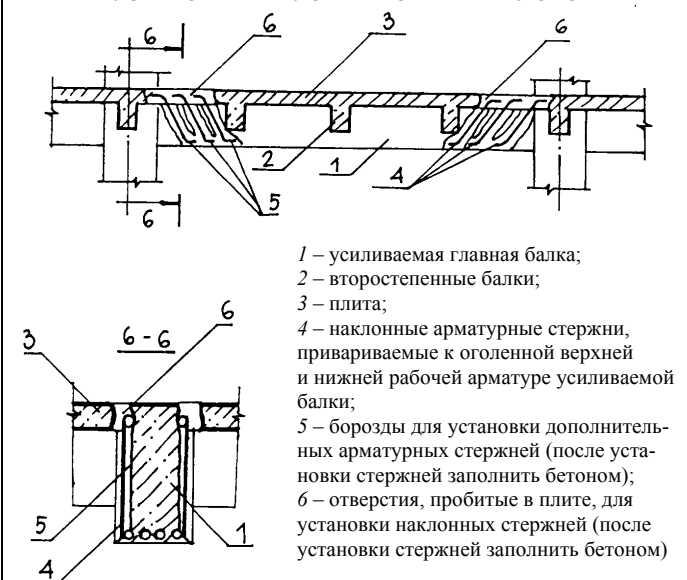 6
6
3
6
2
1
4
5
6
1 – усиливаемая главная балка;
2 – второстепенные балки;
3 – плита;
4 – наклонные арматурные стержни,
привариваемые к оголенной верхней
и нижней рабочей арматуре усиливаемой
балки;
5 – борозды для установки дополнитель-
ных арматурных стержней (после уста-
новки стержней заполнить бетоном);
6 – отверстия, пробитые в плите, для
установки наклонных стержней (после
установки стержней заполнить бетоном)
3
6 - 6
6
5
4
1